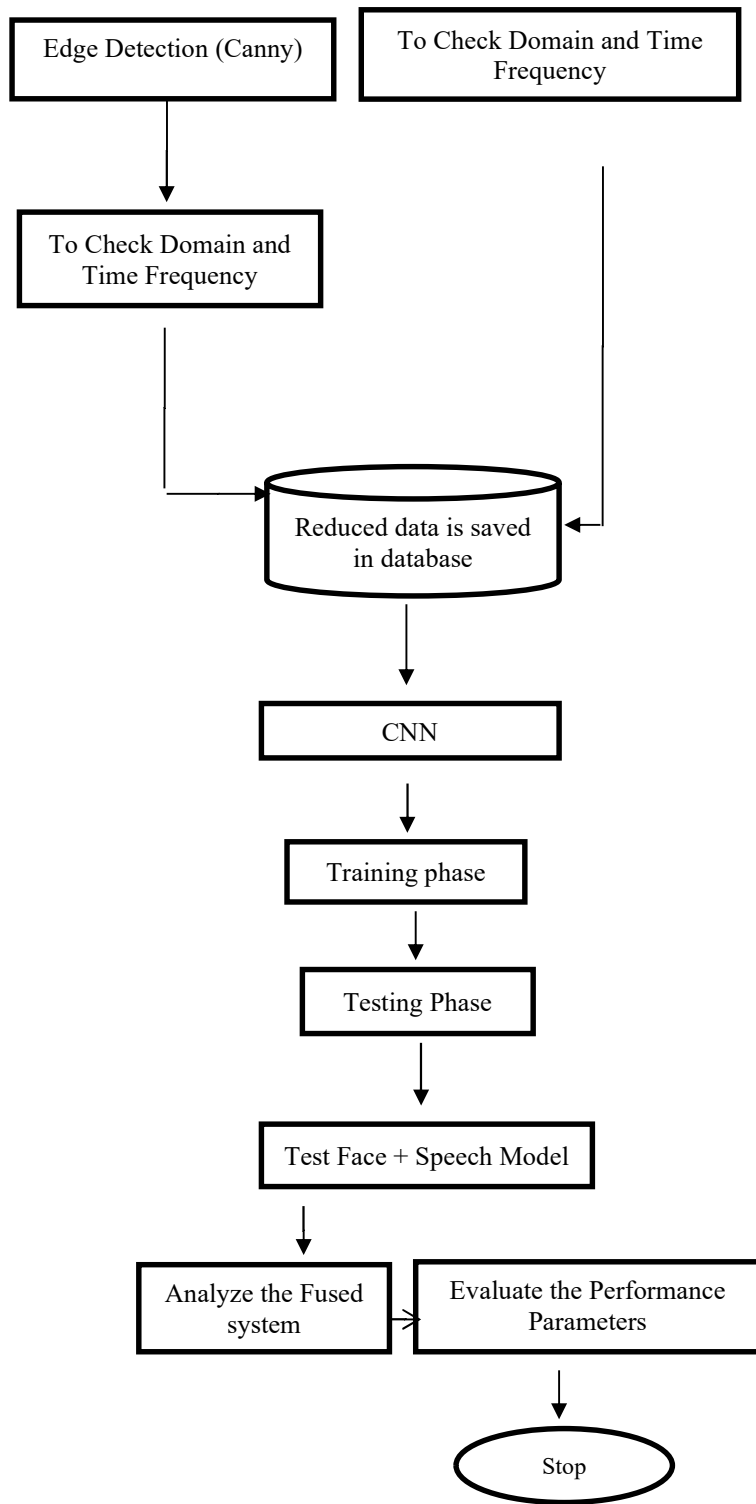 Edge Detection (Canny)
To Check Domain and Time
Frequency
To Check Domain and
Time Frequency
Reduced data is saved
in database
CNN
Training phase
Testing Phase
Test Face + Speech Model
Analyze the Fused
system
Evaluate the Performance
Parameters
Stop